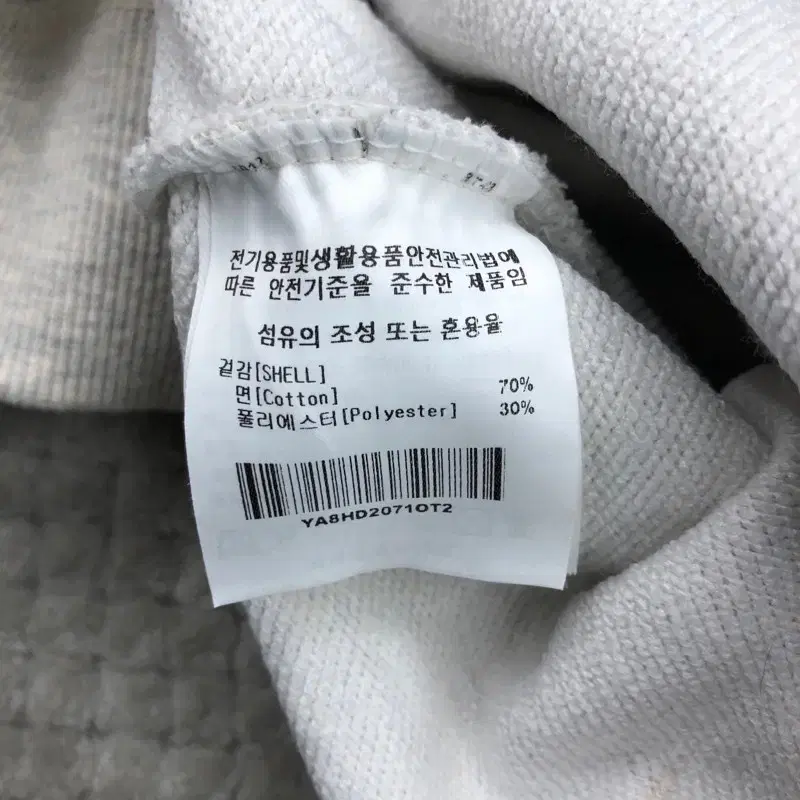 전기용품및생활용품안전관리법에
따른 안전기준율 준수한 제품임
섬유의 조성 또는 혼용율
겉감[SHELL]
면[Cotton] 70%
폴리에스터[Polyester] 30%
YA8HD2071OT2